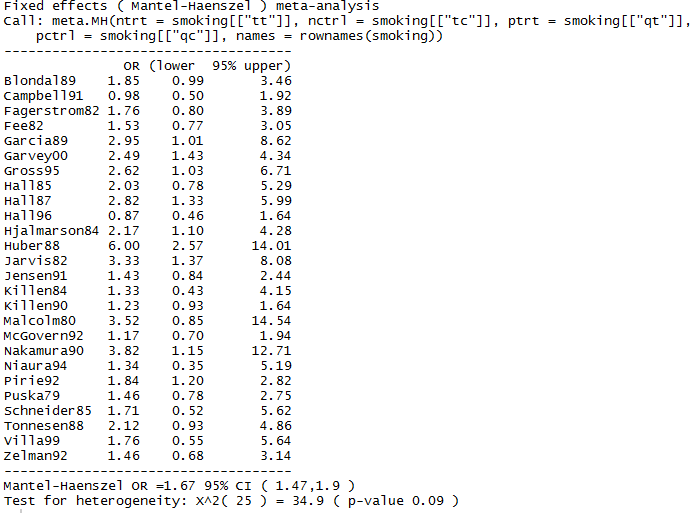 Fixed effects ( Mantel-Haenszel ) meta-analysis
Call: meta.MH(ntrt = smoking[["tt"]], nctrl = smoking[["tc"]], ptrt = smoking[["qt"]],
    pctrl = smoking[["qc"]], names = rownames(smoking))
------------------------------------
               OR (lower  95% upper)
Blondal89    1.85    0.99       3.46
Campbell91   0.98    0.50       1.92
Fagerstrom82 1.76    0.80       3.89
Fee82        1.53    0.77       3.05
Garcia89     2.95    1.01       8.62
Garvey00     2.49    1.43       4.34
Gross95      2.62    1.03       6.71
Hall85       2.03    0.78       5.29
Hall87       2.82    1.33       5.99
Hall96       0.87    0.46       1.64
Hjalmarson84 2.17    1.10       4.28
Huber88      6.00    2.57      14.01
Jarvis82     3.33    1.37       8.08
Jensen91     1.43    0.84       2.44
Killen84     1.33    0.43       4.15
Killen90     1.23    0.93       1.64
Malcolm80    3.52    0.85      14.54
McGovern92   1.17    0.70       1.94
Nakamura90   3.82    1.15      12.71
Niaura94     1.34    0.35       5.19
Pirie92      1.84    1.20       2.82
Puska79      1.46    0.78       2.75
Schneider85  1.71    0.52       5.62
Tonnesen88   2.12    0.93       4.86
Villa99      1.76    0.55       5.64
Zelman92     1.46    0.68       3.14
------------------------------------
Mantel-Haenszel OR =1.67 95% CI ( 1.47,1.9 )
Test for heterogeneity: X^2( 25 ) = 34.9 ( p-value 0.09 )